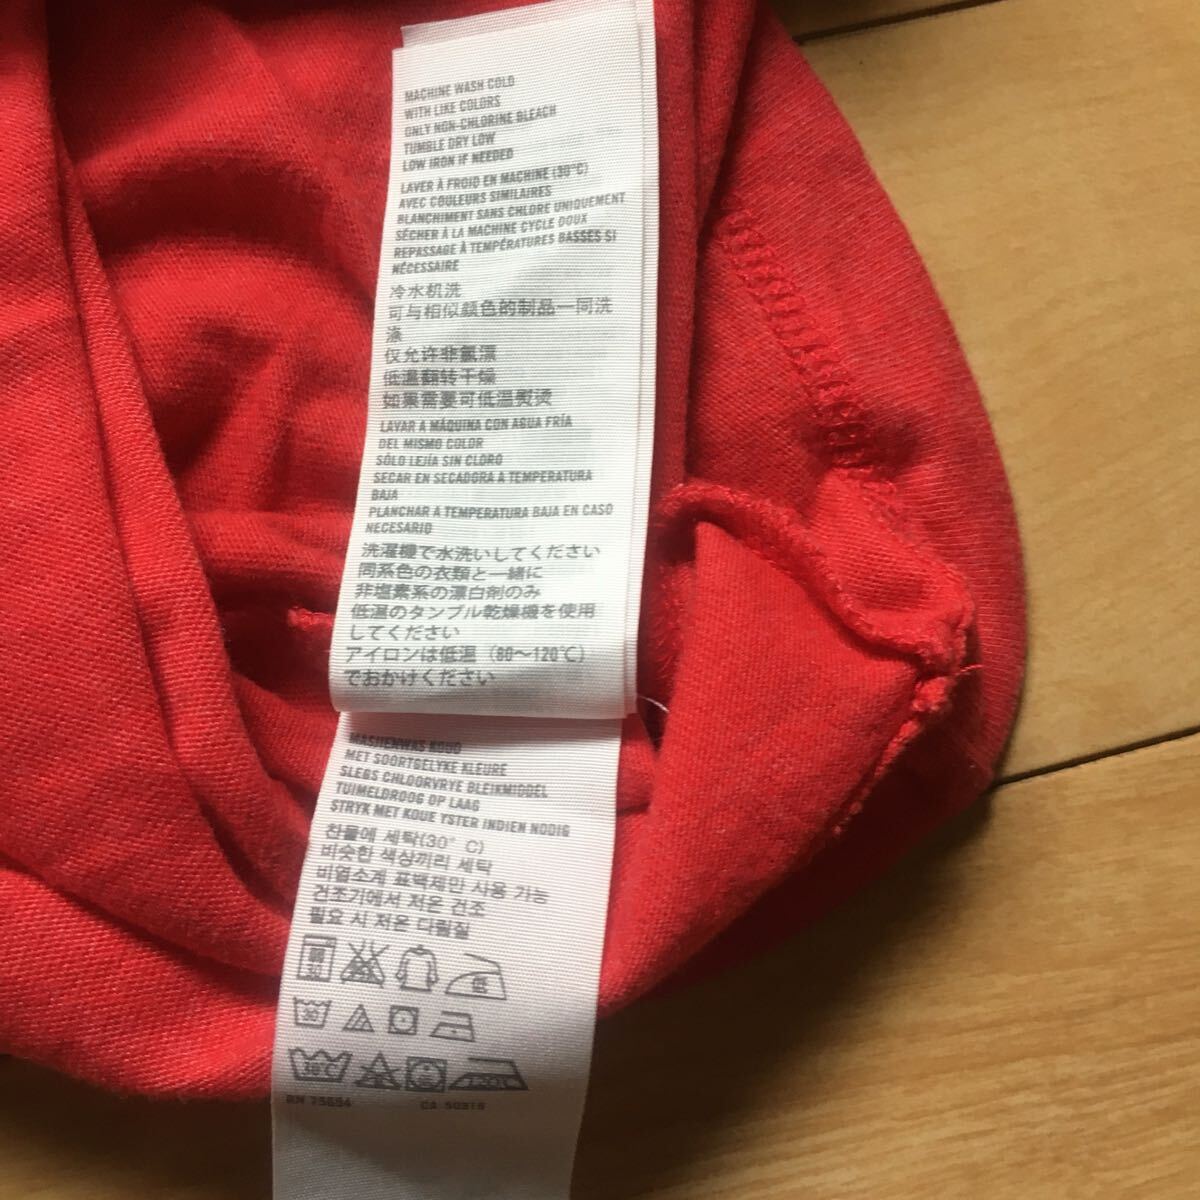 MACHINE WASH COLD
WITH LIKE COLORS
ONLY NON-CHLORINE BLEACH
TUMBLE DRY LOW
LOW IRON IF NEEDED
LAVER À FROID EN MACHINE (30°C)
AVEC COULEURS SIMILAIRES
BLANCHIMENT SANS CHLORE UNIQUEMENT
SÉCHER À LA MACHINE CYCLE DOUX
REPASSAGE À TEMPÉRATURES BASSES SI
NÉCESSAIRE
冷水机洗
可与相似颜色的制品一同洗
涤
仅允许非氯漂
低温翻转干燥
如果需要可低温熨烫
LAVAR A MÁQUINA CON AGUA FRÍA
DEL MISMO COLOR
SÓLO LEJÍA SIN CLORO
SECAR EN SECADORA A TEMPERATURA
BAJA
PLANCHAR A TEMPERATURA BAJA EN CASO
NECESARIO
洗濯機で水洗いしてください
同系色の衣類と一緒に
非塩素系の漂白剤のみ
低温のタンブル乾燥機を使用
してください
アイロンは低温(80〜120℃)
でおかけください
MASJIENWAS KOUD
MET SOORTGELYKE KLEURE
SLEGS CHLOORVRYE BLEIKMIDDEL
TUIMELDROOG OP LAAG
STRYK MET KOUE YSTER INDIEN NODIG
찬물에 세탁(30° C)
비슷한 색상끼리 세탁
비염소계 표백제만 사용 가능
건조기에서 저온 건조
필요 시 저온 다림질
30
30°C
120°C
RN 75654